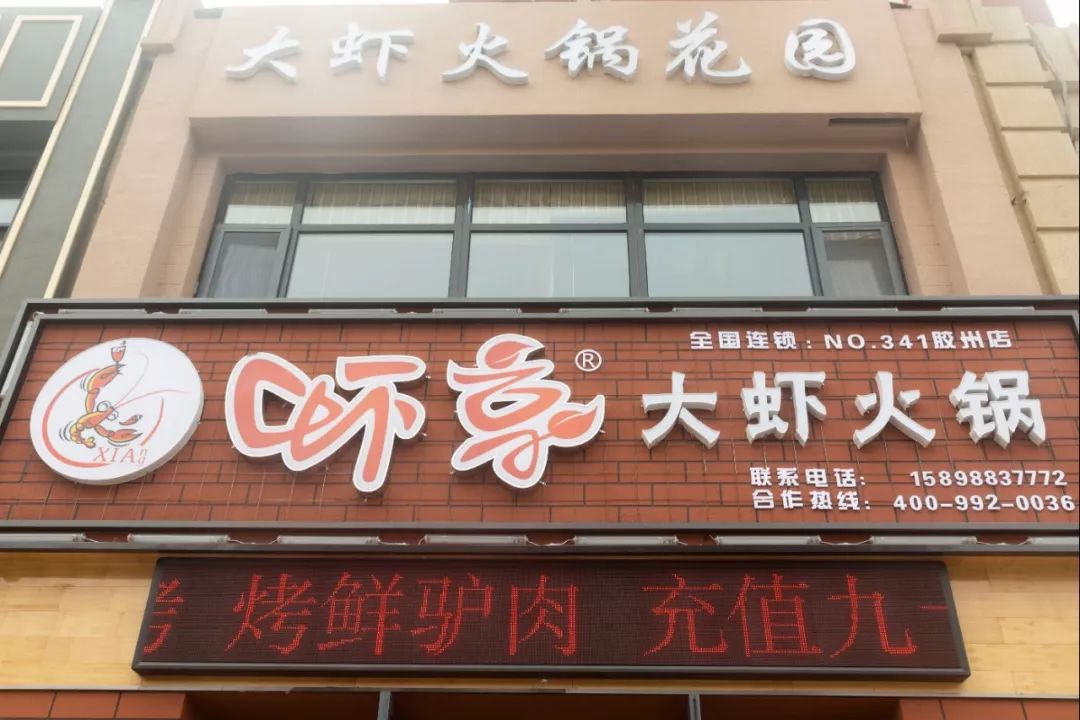 大虾火锅花园
虾享®
XIAng
全国连锁:NO.341胶州店
大虾火锅
联系电话: 15898837772
合作热线: 400-992-0036
烤鲜驴肉 充值九